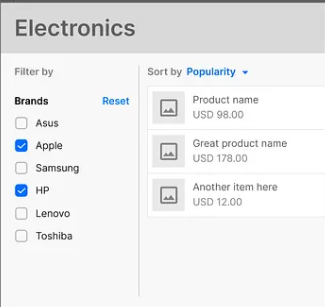 Electronics
Filter by
Brands Reset
Asus
Apple
Samsung
HP
Lenovo
Toshiba
Sort by Popularity
Product name
USD 98.00
Great product name
USD 178.00
Another item here
USD 12.00